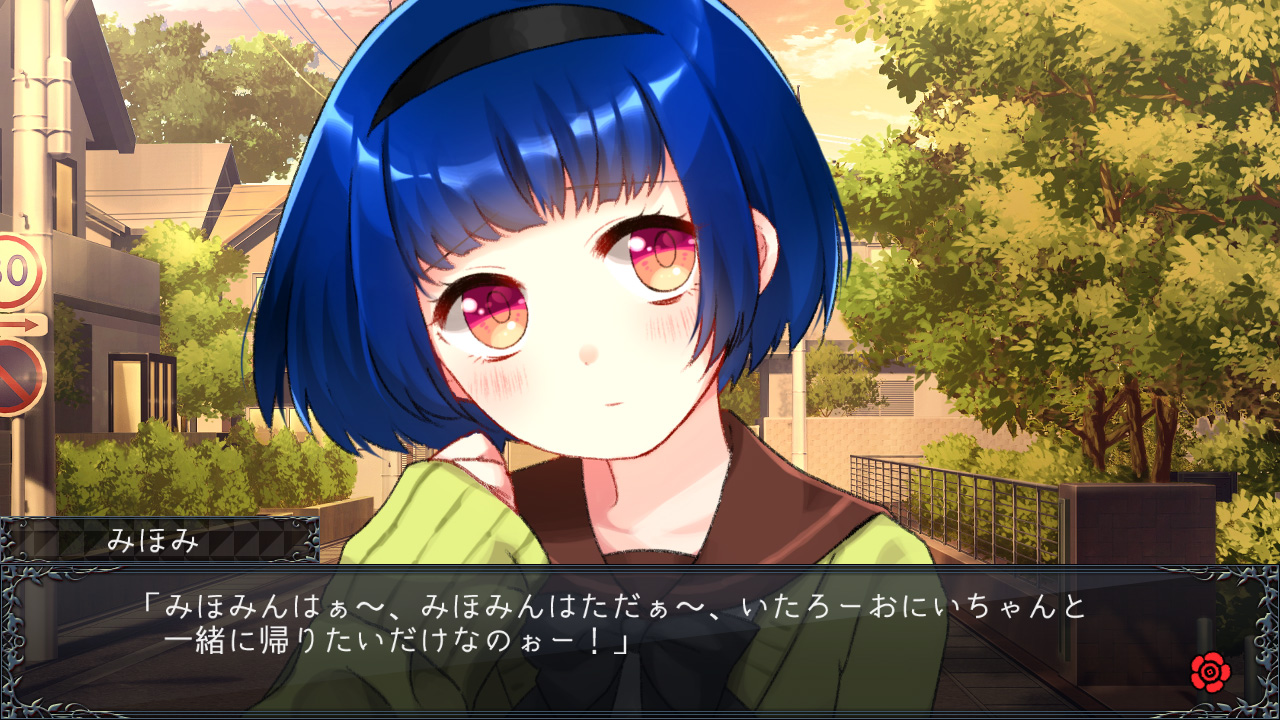 60
みほみ
「みほみんはぁ～、みほみんはただぁ～、いたろーおにいちゃんと
一緒に帰りたいだけなのぉー！」